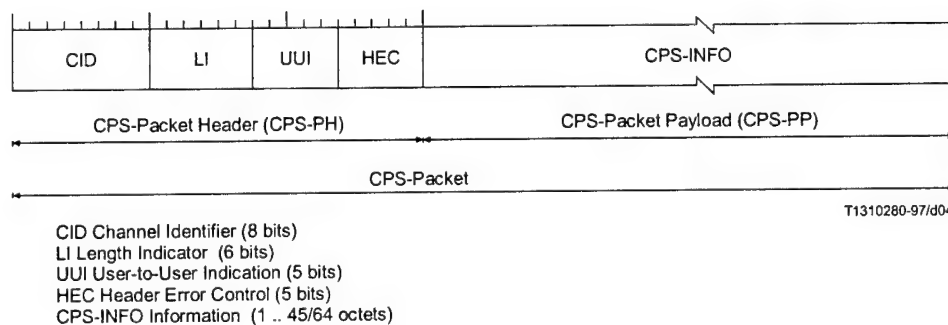 CID LI UUI HEC CPS-INFO
CPS-Packet Header (CPS-PH) CPS-Packet Payload (CPS-PP)
CPS-Packet
T1310280-97/d04
CID Channel Identifier (8 bits)
LI Length Indicator (6 bits)
UUI User-to-User Indication (5 bits)
HEC Header Error Control (5 bits)
CPS-INFO Information (1 .. 45/64 octets)